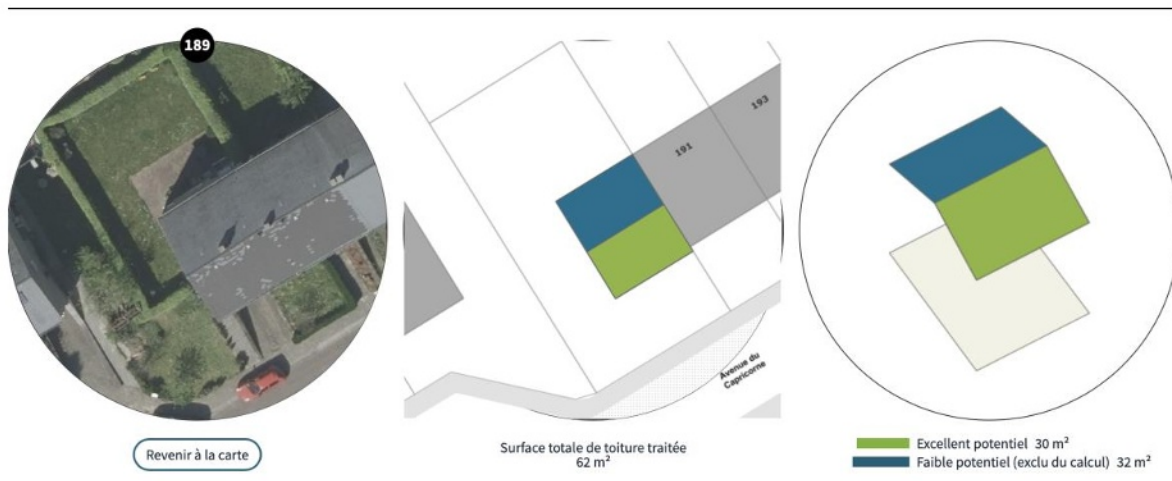 189
Revenir à la carte
191
193
Avenue du
Capricorne
Surface totale de toiture traitée
62 m²
Excellent potentiel 30 m²
Faible potentiel (exclu du calcul) 32 m²